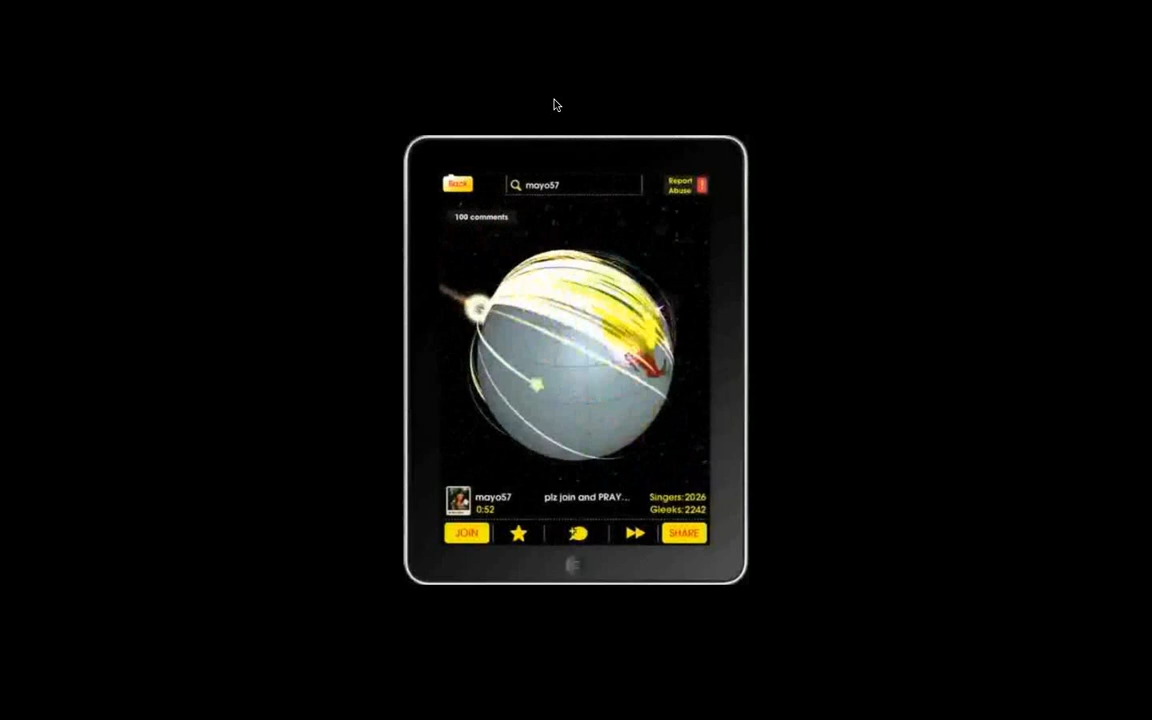 Back
mayo57
Report
Abuse
!
100 comments
mayo57
plz join and PRAY...
Singers:2026
0:52
Gleeks:2242
JOIN
SHARE